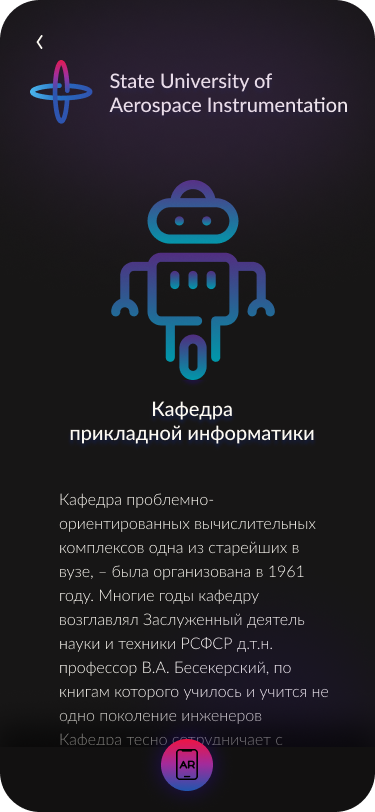 State University of
Aerospace Instrumentation
Кафедра
прикладной информатики
Кафедра проблемно-
ориентированных вычислительных
комплексов одна из старейших в
вузе, – была организована в 1961
году. Многие годы кафедру
возглавлял Заслуженный деятель
науки и техники РСФСР д.т.н.
профессор В.А. Бесекерский, по
книгам которого училось и учится не
одно поколение инженеров
Кафедра тесно сотрудничает с
AR